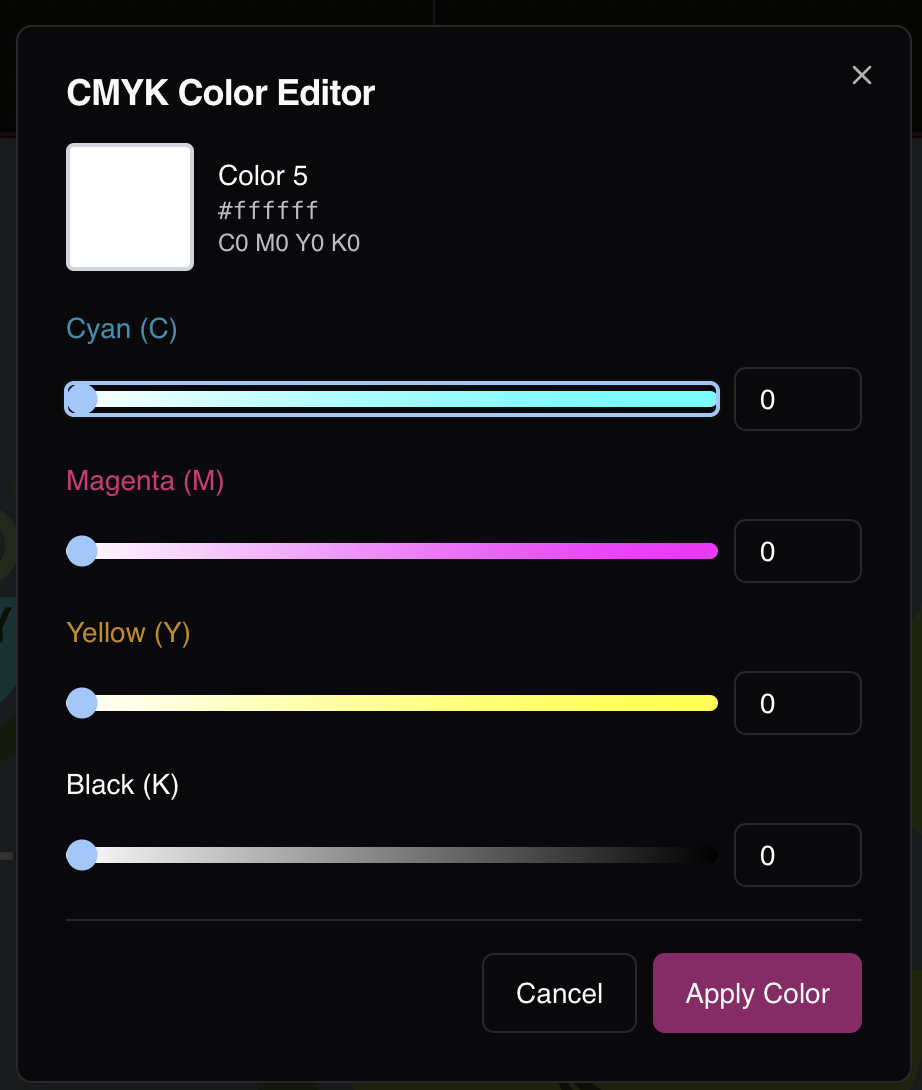 CMYK Color Editor
Color 5
#ffffff
C0 M0 Y0 K0
Cyan (C)
0
Magenta (M)
0
Yellow (Y)
0
Black (K)
0
Cancel
Apply Color